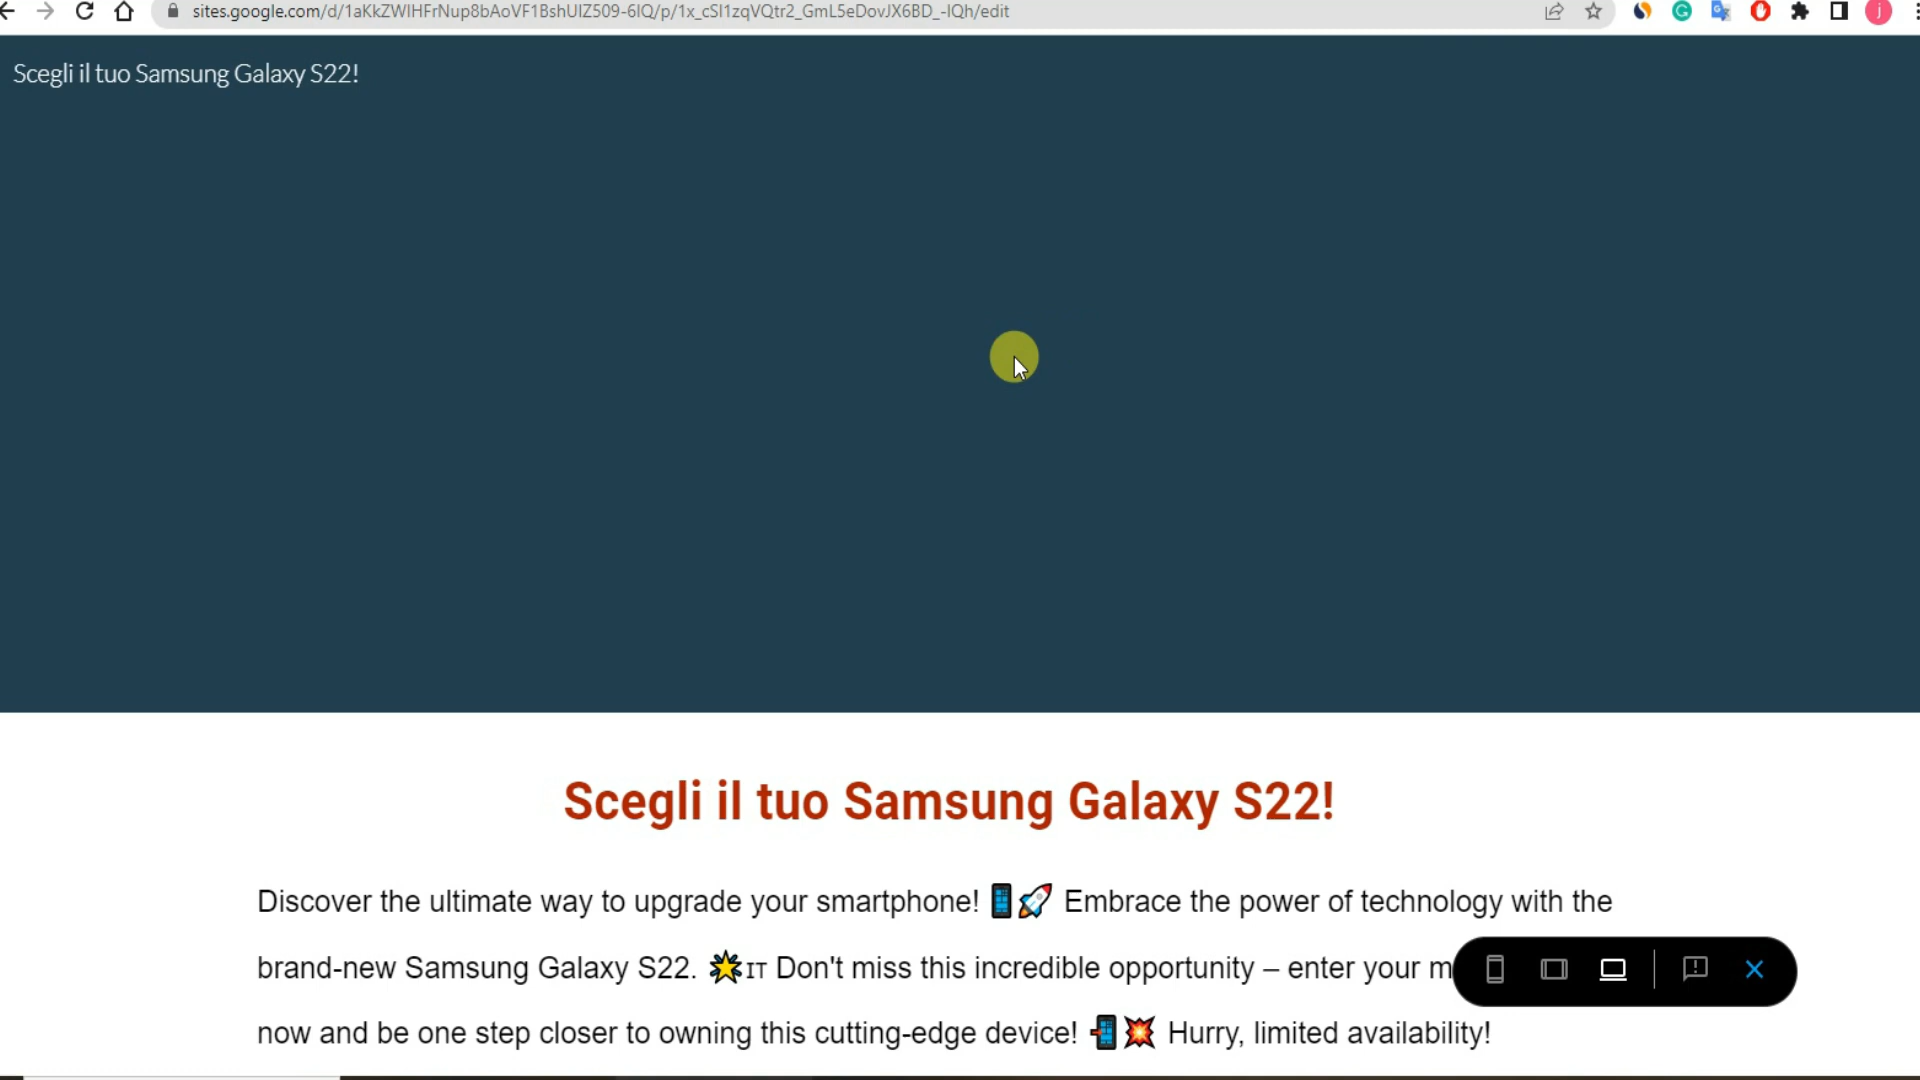 sites.google.com/d/1aKkZWlHFrNup8bAoVF1BshUlZ509-6lQ/p/1x_cSl1zqVQtr2_GmL5eDovJX6BD_-lQh/edit
j
Scegli il tuo Samsung Galaxy S22!
Scegli il tuo Samsung Galaxy S22!
Discover the ultimate way to upgrade your smartphone! 📱🚀 Embrace the power of technology with the
brand-new Samsung Galaxy S22. 🌟IT Don't miss this incredible opportunity – enter your m
now and be one step closer to owning this cutting-edge device! 📲💥 Hurry, limited availability!